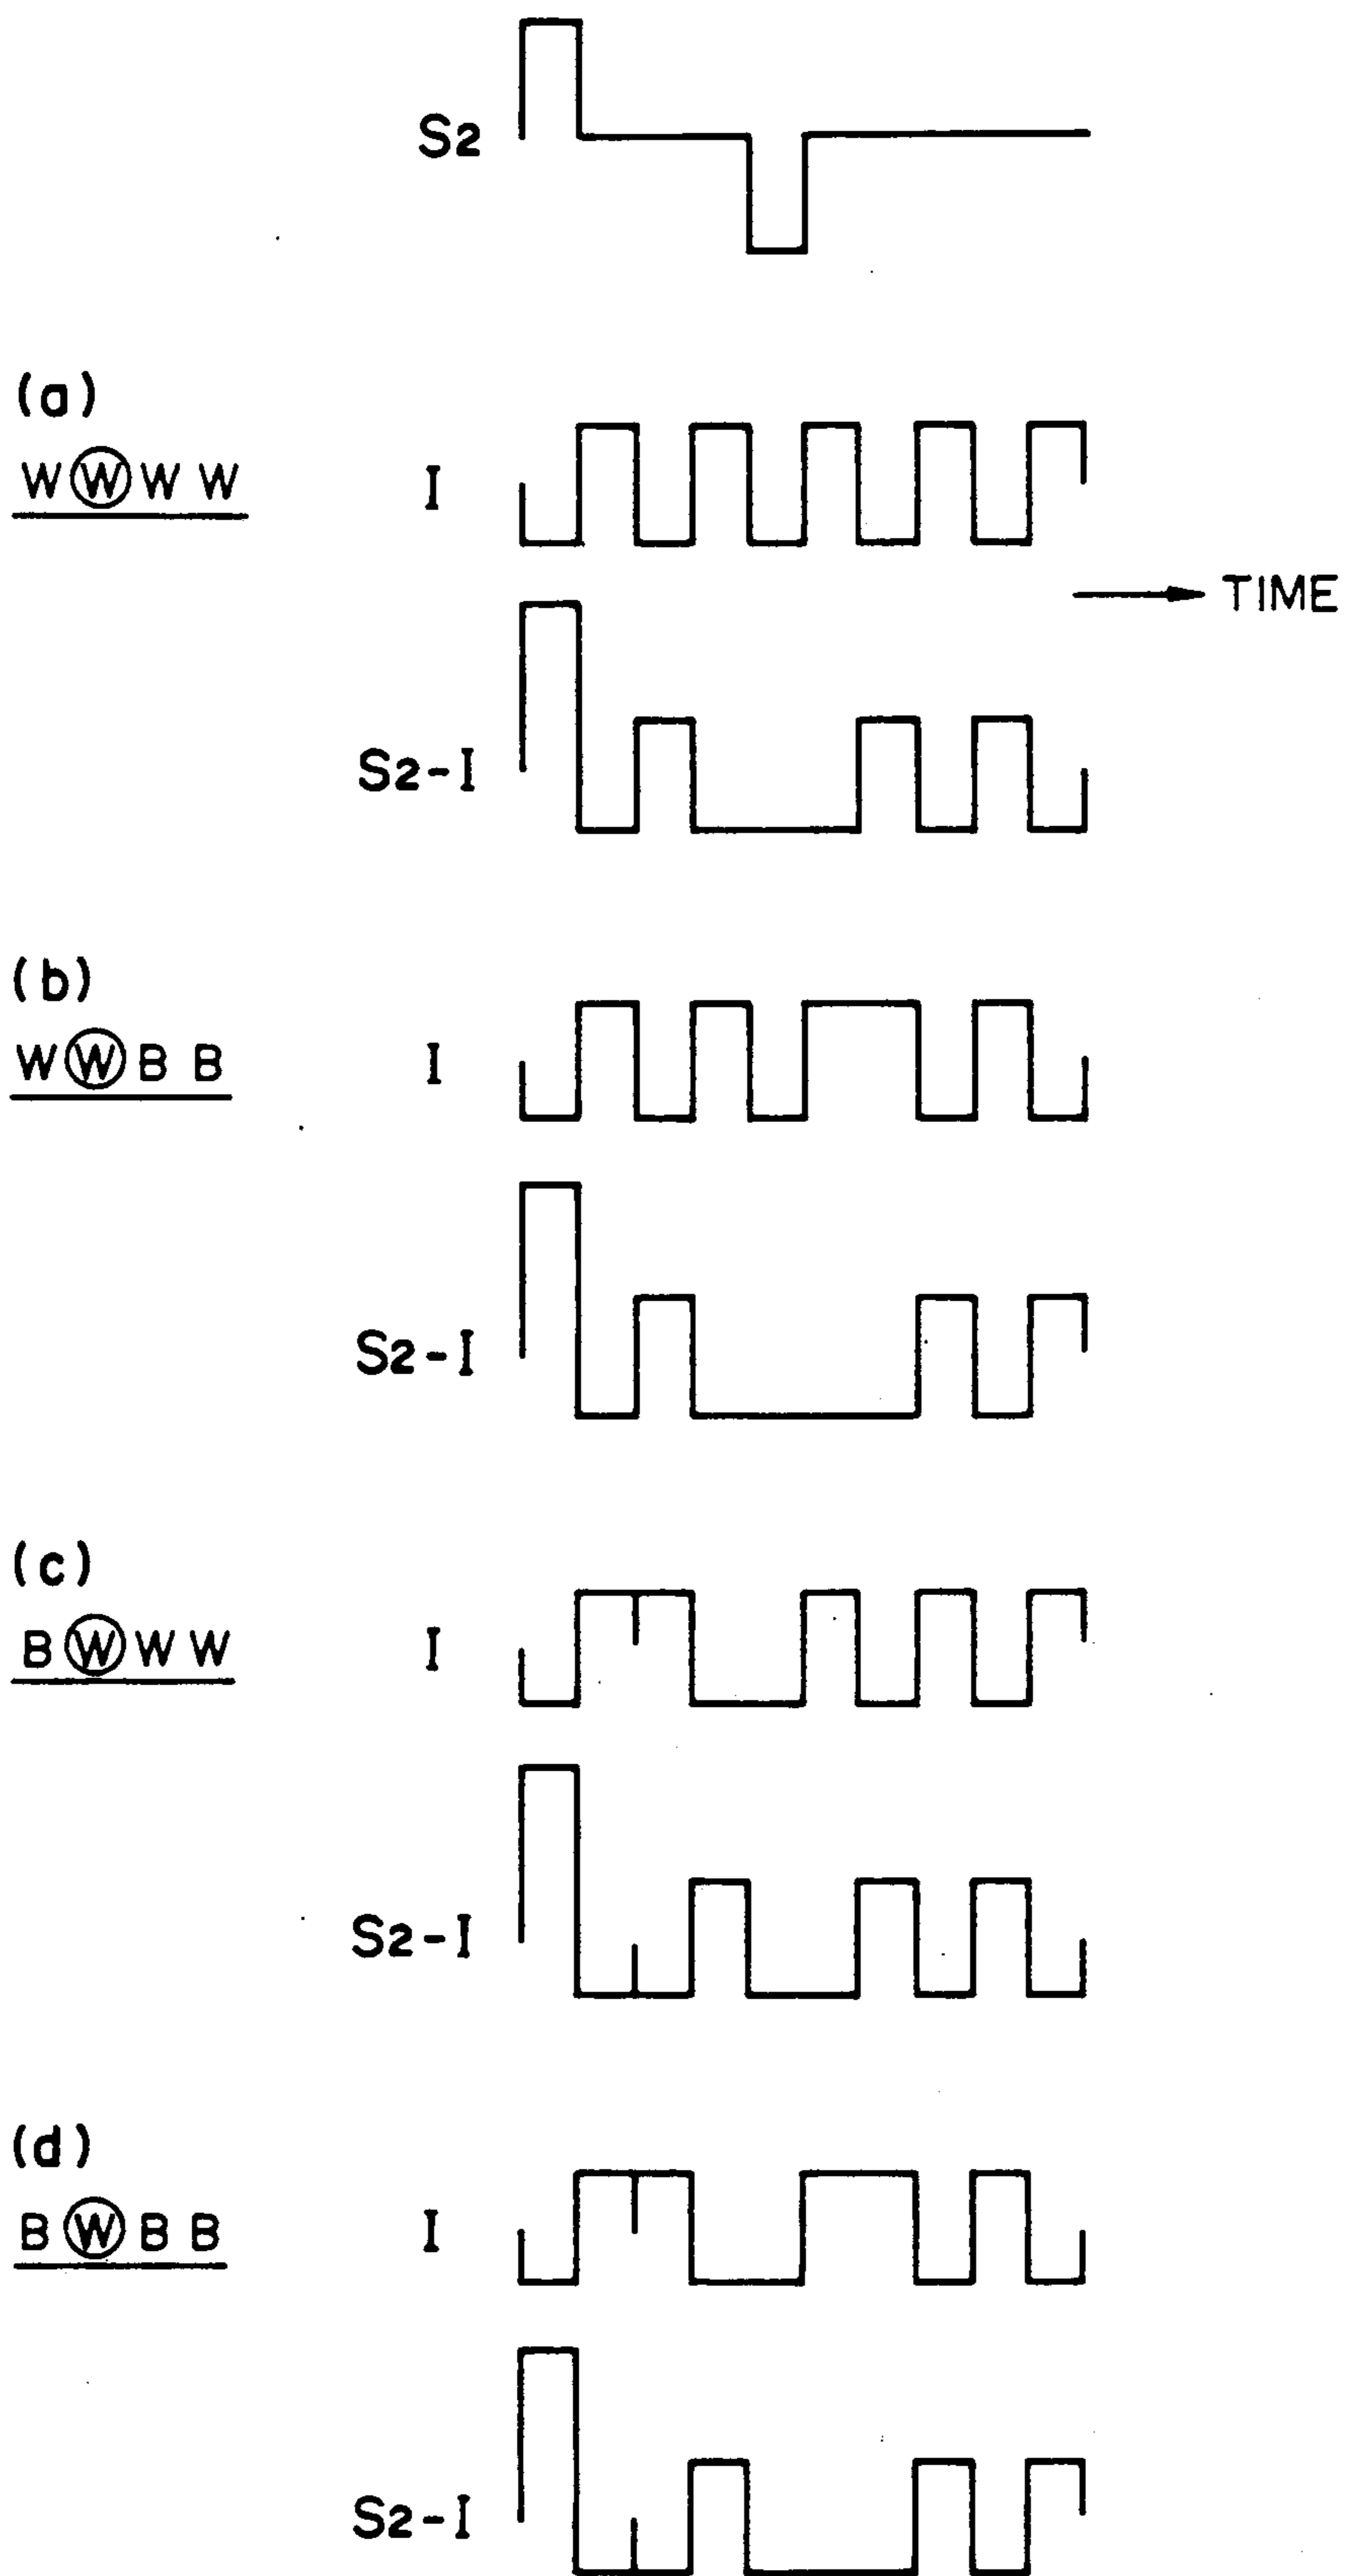 S2
(a)
W W W W
I
TIME
S2-I
(b)
W W B B
I
S2-I
(c)
B W W W
I
S2-I
(d)
B W B B
I
S2-I